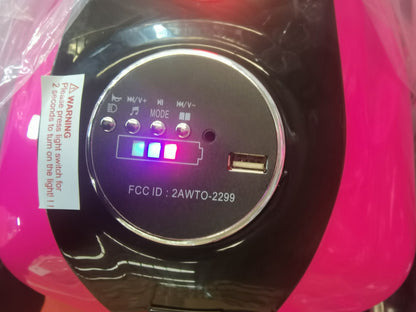 ⚠ WARNING
Please press light switch for
2 seconds to turn on the light! ! !
⏮/V+ ⏯ ⏮/V−
MODE
FCC ID : 2AWTO-2299